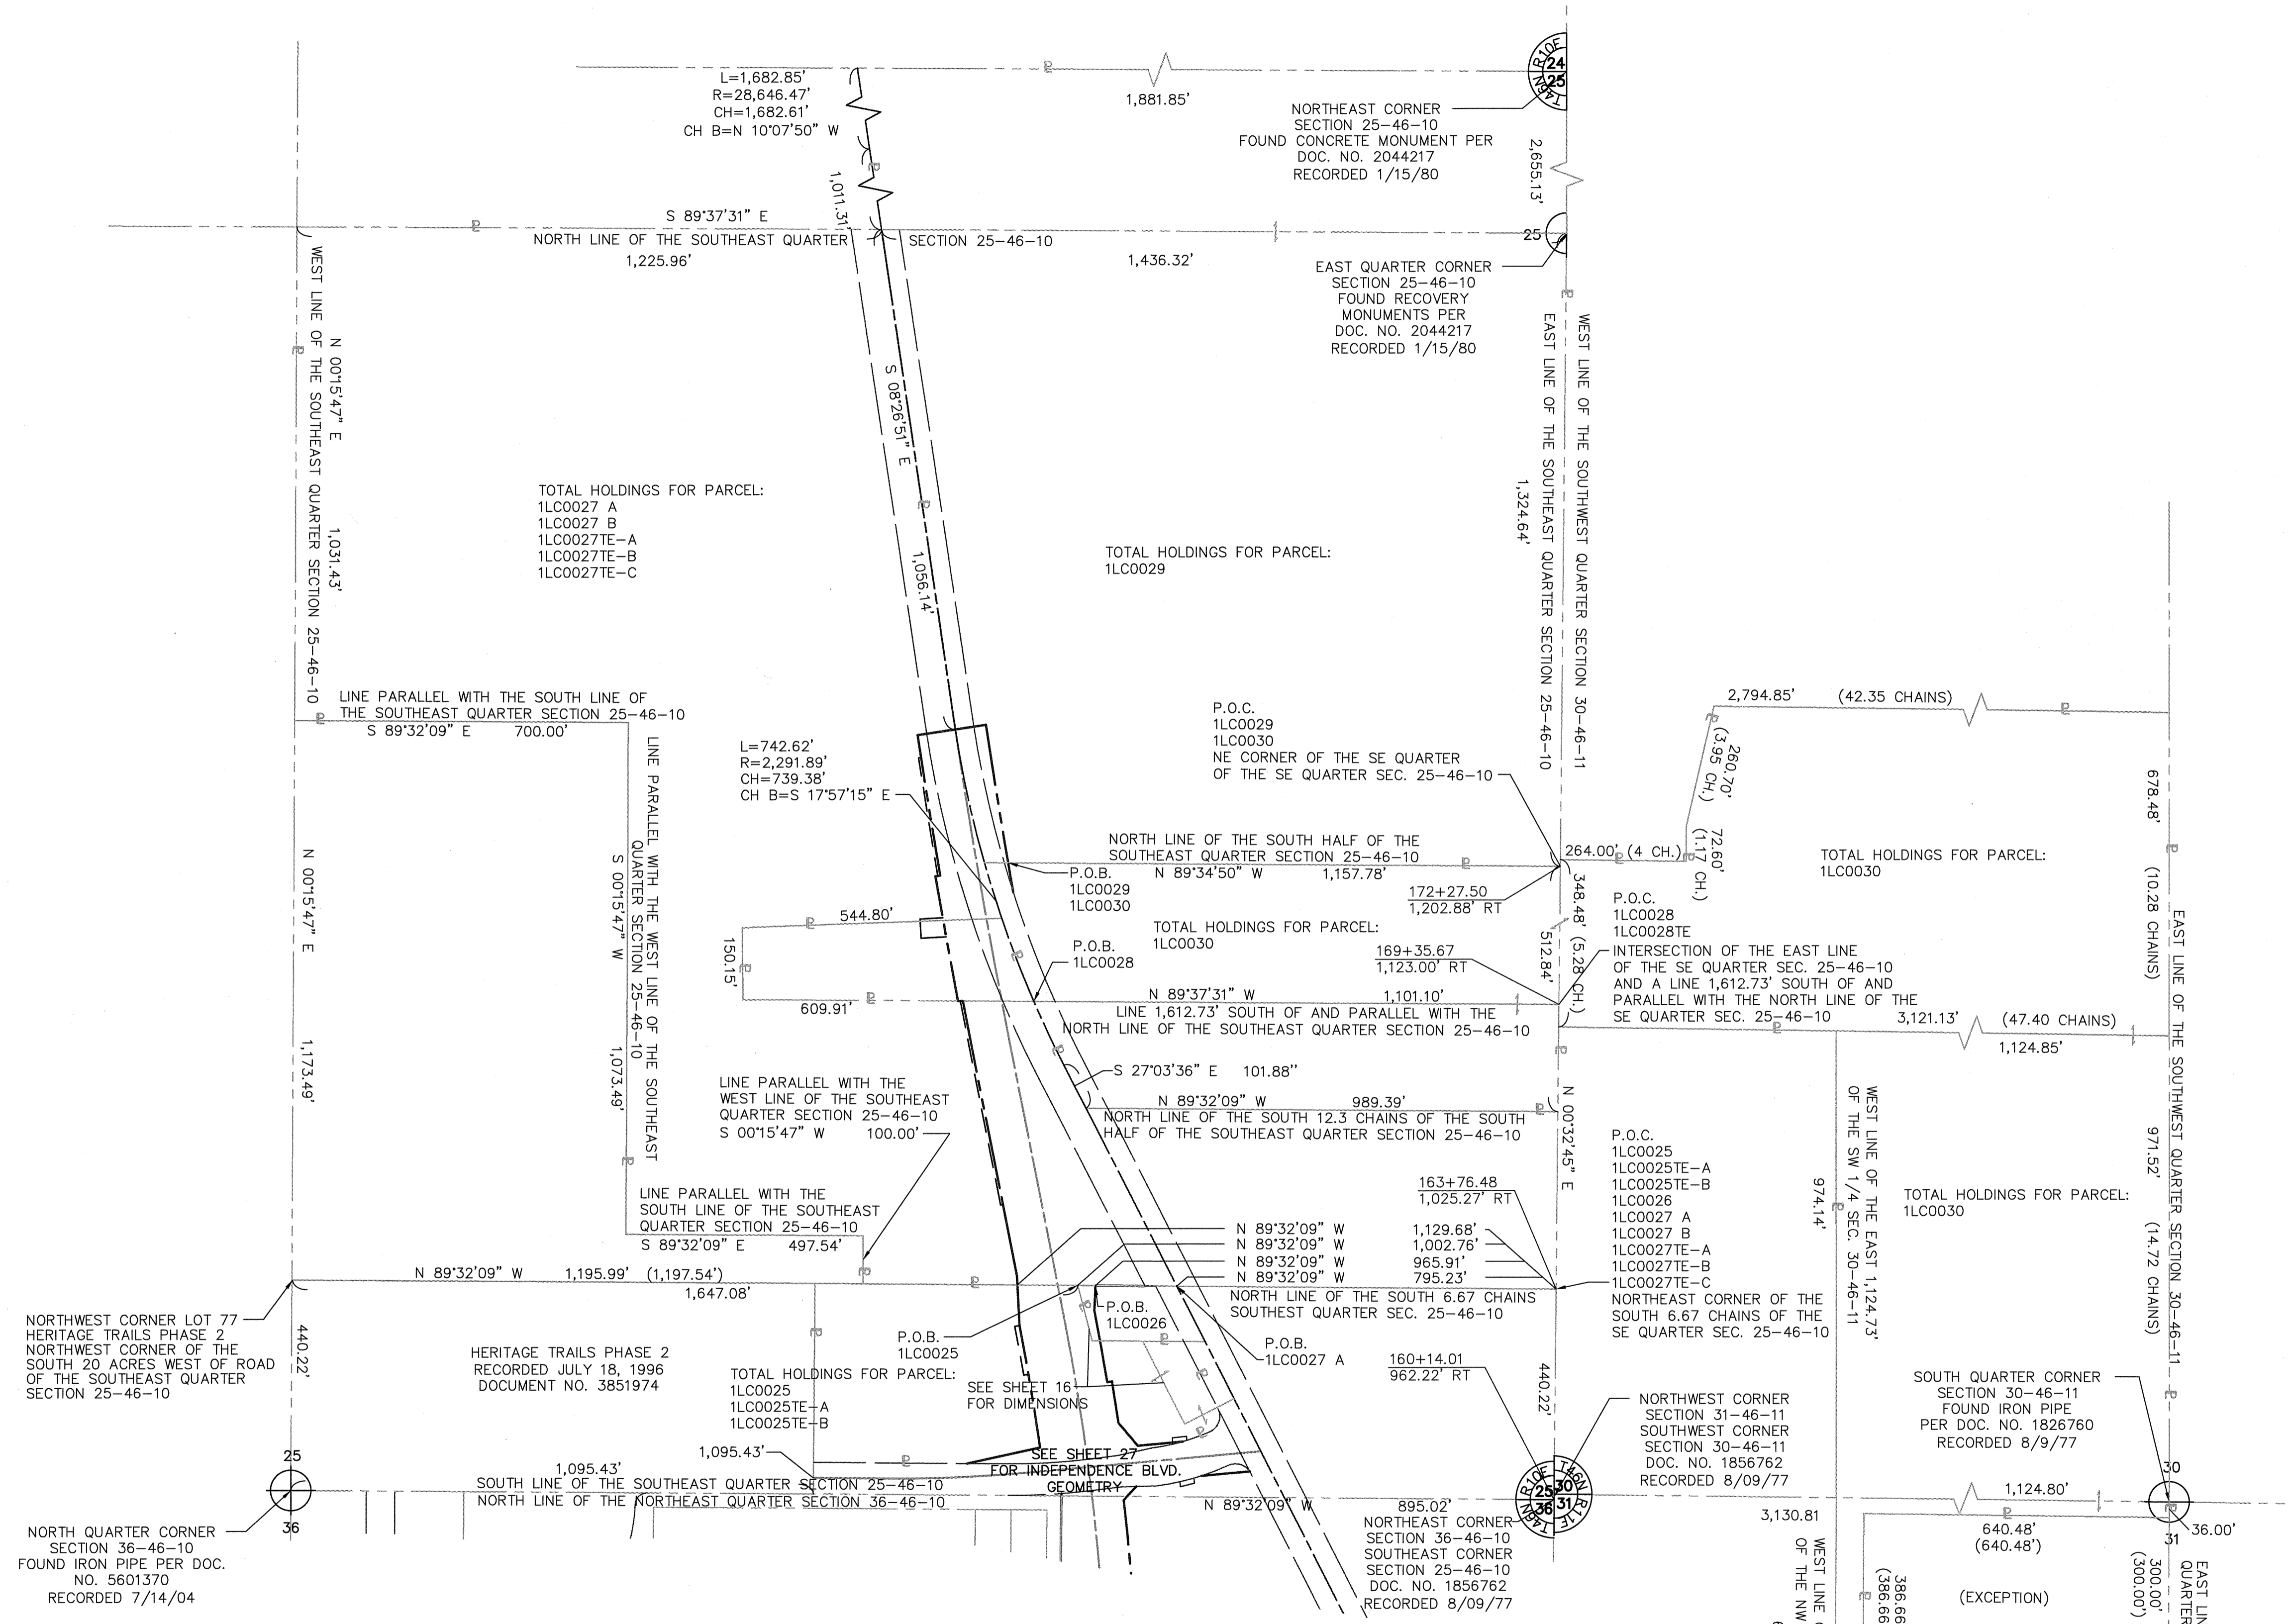 L=1,682.85'
R=28,646.47'
CH=1,682.61'
CH B=N 10°07'50" W
1,881.85'
R10E
24
25
T46N
NORTHEAST CORNER
SECTION 25-46-10
FOUND CONCRETE MONUMENT PER
DOC. NO. 2044217
RECORDED 1/15/80
2,655.13'
1,011.31'
S 89°37'31" E
NORTH LINE OF THE SOUTHEAST QUARTER SECTION 25-46-10
1,225.96'
1,436.32'
25
EAST QUARTER CORNER
SECTION 25-46-10
FOUND RECOVERY
MONUMENTS PER
DOC. NO. 2044217
RECORDED 1/15/80
WEST LINE OF THE SOUTHEAST QUARTER SECTION 25-46-10
N 00°15'47" E
1,031.43'
S 08°26'51" E
1,056.14'
EAST LINE OF THE SOUTHEAST QUARTER SECTION 25-46-10
WEST LINE OF THE SOUTHWEST QUARTER SECTION 30-46-11
1,324.64'
TOTAL HOLDINGS FOR PARCEL:
1LC0027 A
1LC0027 B
1LC0027TE-A
1LC0027TE-B
1LC0027TE-C
TOTAL HOLDINGS FOR PARCEL:
1LC0029
LINE PARALLEL WITH THE SOUTH LINE OF
THE SOUTHEAST QUARTER SECTION 25-46-10
S 89°32'09" E 700.00'
L=742.62'
R=2,291.89'
CH=739.38'
CH B=S 17°57'15" E
P.O.C.
1LC0029
1LC0030
NE CORNER OF THE SE QUARTER
OF THE SE QUARTER SEC. 25-46-10
2,794.85' (42.35 CHAINS)
260.70'
(3.95 CH.)
72.60'
(1.17 CH.)
678.48'
(10.28 CHAINS)
EAST LINE OF THE SOUTHWEST QUARTER SECTION 30-46-11
LINE PARALLEL WITH THE WEST LINE OF THE SOUTHEAST
QUARTER SECTION 25-46-10
S 00°15'47" W
1,073.49'
N 00°15'47" E
1,173.49'
NORTH LINE OF THE SOUTH HALF OF THE
SOUTHEAST QUARTER SECTION 25-46-10
N 89°34'50" W 1,157.78'
264.00' (4 CH.)
TOTAL HOLDINGS FOR PARCEL:
1LC0030
P.O.B.
1LC0029
1LC0030
172+27.50
1,202.88' RT
348.48' (5.28 CH.)
512.84'
P.O.C.
1LC0028
1LC0028TE
INTERSECTION OF THE EAST LINE
OF THE SE QUARTER SEC. 25-46-10
AND A LINE 1,612.73' SOUTH OF AND
PARALLEL WITH THE NORTH LINE OF THE
SE QUARTER SEC. 25-46-10
544.80'
150.15'
609.91'
TOTAL HOLDINGS FOR PARCEL:
1LC0030
P.O.B.
1LC0028
169+35.67
1,123.00' RT
N 89°37'31" W 1,101.10'
LINE 1,612.73' SOUTH OF AND PARALLEL WITH THE
NORTH LINE OF THE SOUTHEAST QUARTER SECTION 25-46-10
3,121.13' (47.40 CHAINS)
1,124.85'
S 27°03'36" E 101.88''
N 89°32'09" W 989.39'
NORTH LINE OF THE SOUTH 12.3 CHAINS OF THE SOUTH
HALF OF THE SOUTHEAST QUARTER SECTION 25-46-10
N 00°32'45" E
LINE PARALLEL WITH THE
WEST LINE OF THE SOUTHEAST
QUARTER SECTION 25-46-10
S 00°15'47" W 100.00'
WEST LINE OF THE EAST 1,124.73'
OF THE SW 1/4 SEC. 30-46-11
974.14'
971.52'
(14.72 CHAINS)
TOTAL HOLDINGS FOR PARCEL:
1LC0030
P.O.C.
1LC0025
1LC0025TE-A
1LC0025TE-B
1LC0026
1LC0027 A
1LC0027 B
1LC0027TE-A
1LC0027TE-B
1LC0027TE-C
NORTHEAST CORNER OF THE
SOUTH 6.67 CHAINS OF THE
SE QUARTER SEC. 25-46-10
LINE PARALLEL WITH THE
SOUTH LINE OF THE SOUTHEAST
QUARTER SECTION 25-46-10
S 89°32'09" E 497.54'
163+76.48
1,025.27' RT
N 89°32'09" W 1,129.68'
N 89°32'09" W 1,002.76'
N 89°32'09" W 965.91'
N 89°32'09" W 795.23'
NORTH LINE OF THE SOUTH 6.67 CHAINS
SOUTHEST QUARTER SEC. 25-46-10
N 89°32'09" W 1,195.99' (1,197.54')
1,647.08'
NORTHWEST CORNER LOT 77
HERITAGE TRAILS PHASE 2
NORTHWEST CORNER OF THE
SOUTH 20 ACRES WEST OF ROAD
OF THE SOUTHEAST QUARTER
SECTION 25-46-10
440.22'
HERITAGE TRAILS PHASE 2
RECORDED JULY 18, 1996
DOCUMENT NO. 3851974
P.O.B.
1LC0025
TOTAL HOLDINGS FOR PARCEL:
1LC0025
1LC0025TE-A
1LC0025TE-B
P.O.B.
1LC0026
SEE SHEET 16
FOR DIMENSIONS
P.O.B.
1LC0027 A
160+14.01
962.22' RT
440.22'
NORTHWEST CORNER
SECTION 31-46-11
SOUTHWEST CORNER
SECTION 30-46-11
DOC. NO. 1856762
RECORDED 8/09/77
SOUTH QUARTER CORNER
SECTION 30-46-11
FOUND IRON PIPE
PER DOC. NO. 1826760
RECORDED 8/9/77
25
36
1,095.43'
1,095.43'
SOUTH LINE OF THE SOUTHEAST QUARTER SECTION 25-46-10
NORTH LINE OF THE NORTHEAST QUARTER SECTION 36-46-10
SEE SHEET 27
FOR INDEPENDENCE BLVD.
GEOMETRY
N 89°32'09" W 895.02'
R10E
T46N
25
30
36
31
T46N
R11E
NORTH QUARTER CORNER
SECTION 36-46-10
FOUND IRON PIPE PER DOC.
NO. 5601370
RECORDED 7/14/04
NORTHEAST CORNER
SECTION 36-46-10
SOUTHEAST CORNER
SECTION 25-46-10
DOC. NO. 1856762
RECORDED 8/09/77
3,130.81
1,124.80'
30
31
36.00'
640.48'
(640.48')
(EXCEPTION)
386.66
(386.66
300.00'
(300.00')
WEST LINE
OF THE NW
EAST LIN
QUARTER